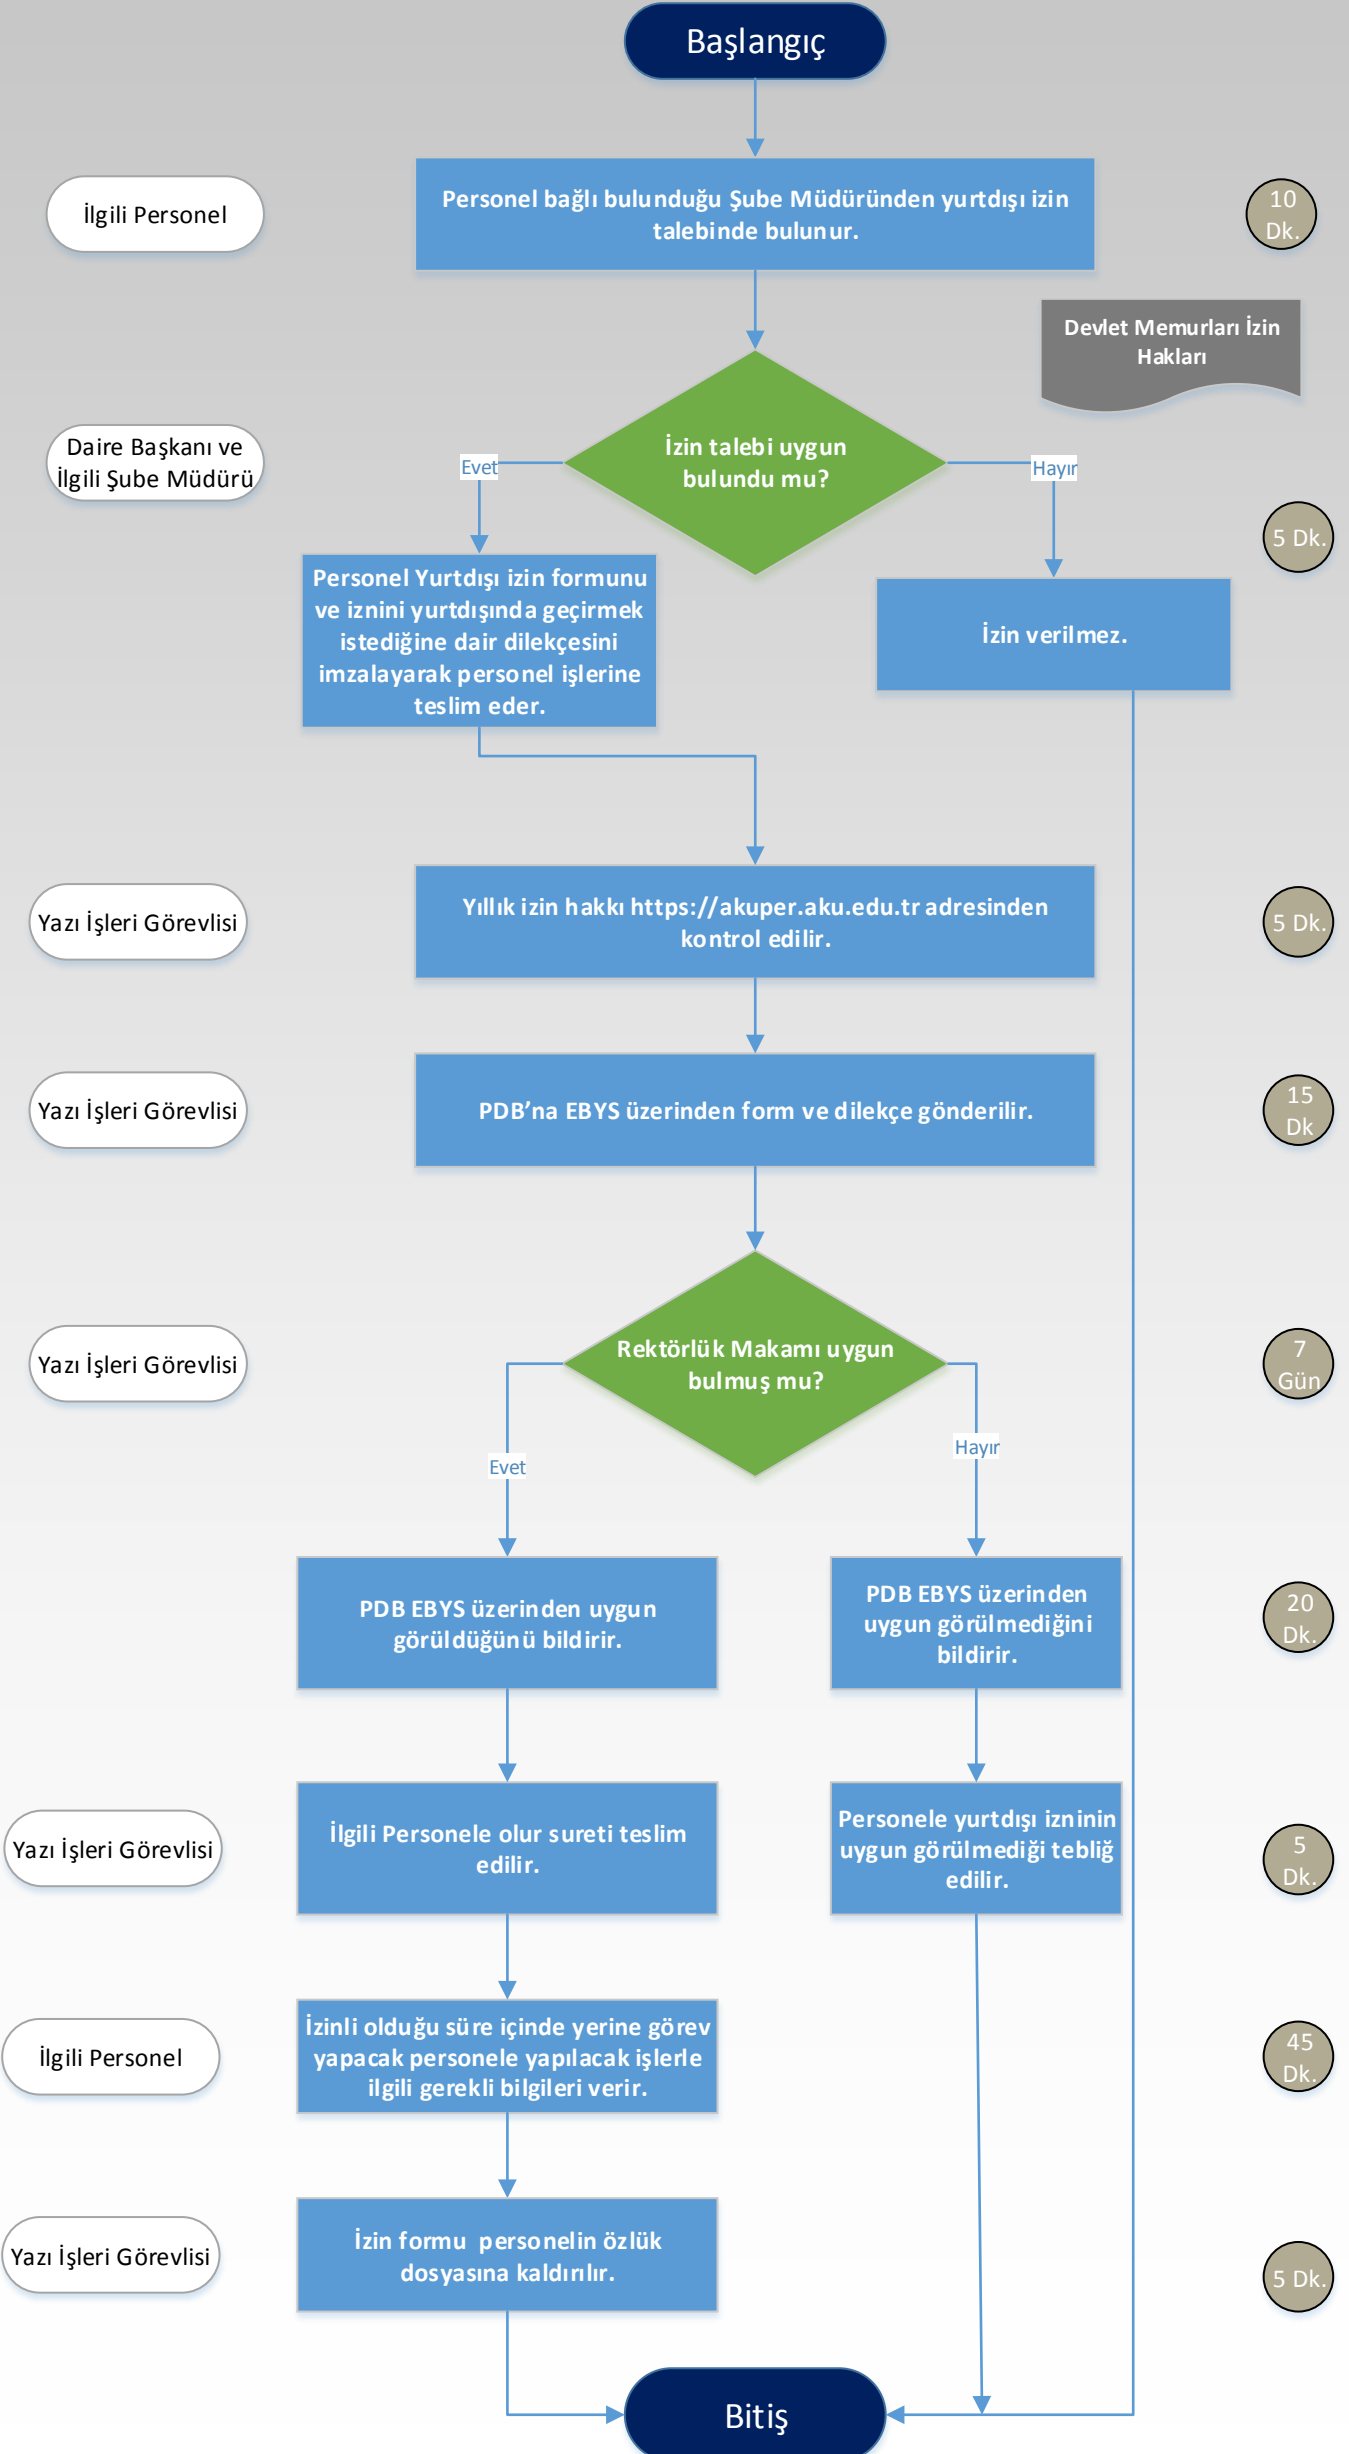 Başlangıç
İlgili Personel
Personel bağlı bulunduğu Şube Müdüründen yurtdışı izin
talebinde bulunur.
10
Dk.
Devlet Memurları İzin
Hakları
Daire Başkanı ve
İlgili Şube Müdürü
İzin talebi uygun
bulundu mu?
Evet
Hayır
5 Dk.
Personel Yurtdışı izin formunu
ve iznini yurtdışında geçirmek
istediğine dair dilekçesini
imzalayarak personel işlerine
teslim eder.
İzin verilmez.
Yazı İşleri Görevlisi
Yıllık izin hakkı https://akuper.aku.edu.tr adresinden
kontrol edilir.
5 Dk.
Yazı İşleri Görevlisi
PDB’na EBYS üzerinden form ve dilekçe gönderilir.
15
Dk
Yazı İşleri Görevlisi
Rektörlük Makamı uygun
bulmuş mu?
7
Gün
Evet
Hayır
PDB EBYS üzerinden uygun
görüldüğünü bildirir.
PDB EBYS üzerinden
uygun görülmediğini
bildirir.
20
Dk.
Yazı İşleri Görevlisi
İlgili Personele olur sureti teslim
edilir.
Personele yurtdışı izninin
uygun görülmediği tebliğ
edilir.
5
Dk.
İlgili Personel
İzinli olduğu süre içinde yerine görev
yapacak personele yapılacak işlerle
ilgili gerekli bilgileri verir.
45
Dk.
Yazı İşleri Görevlisi
İzin formu  personelin özlük
dosyasına kaldırılır.
5 Dk.
Bitiş